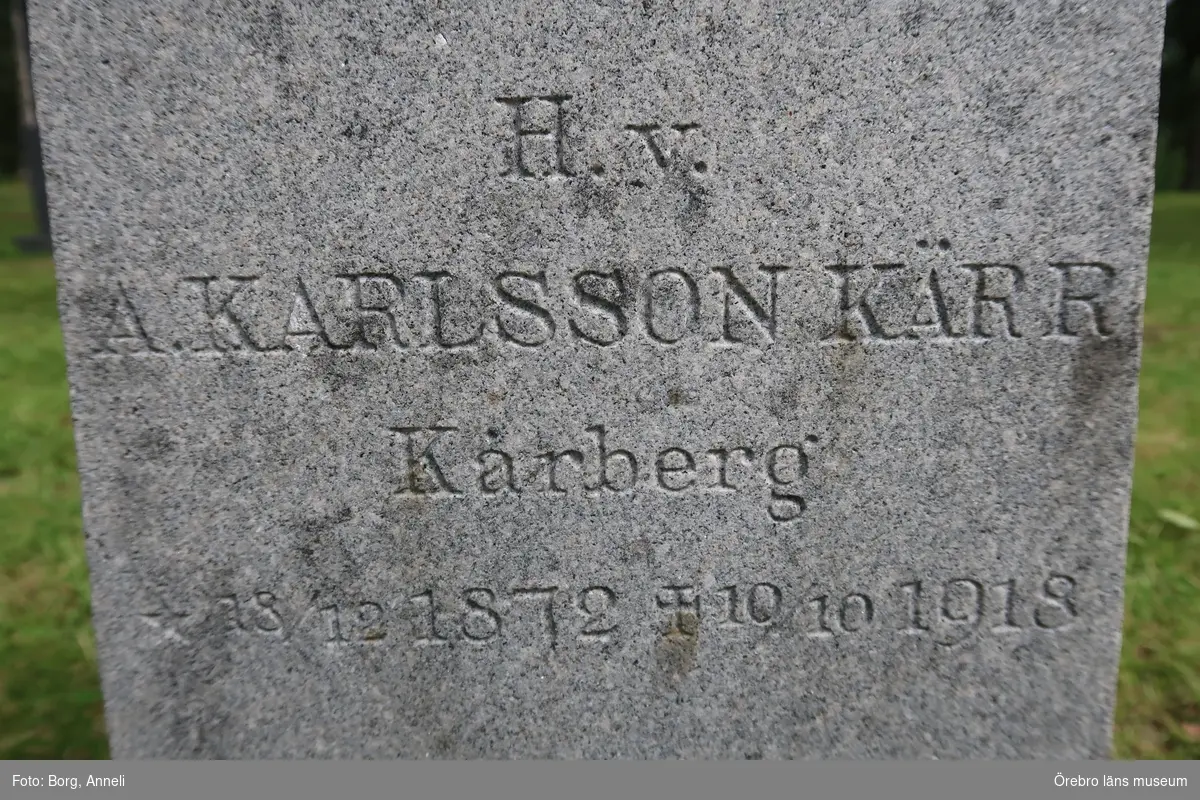 H. v.
A. KARLSSON KÄRR
Kårberg
* 18/12 1872 ✝ 10/10 1918
Foto: Borg, Anneli
Örebro läns museum